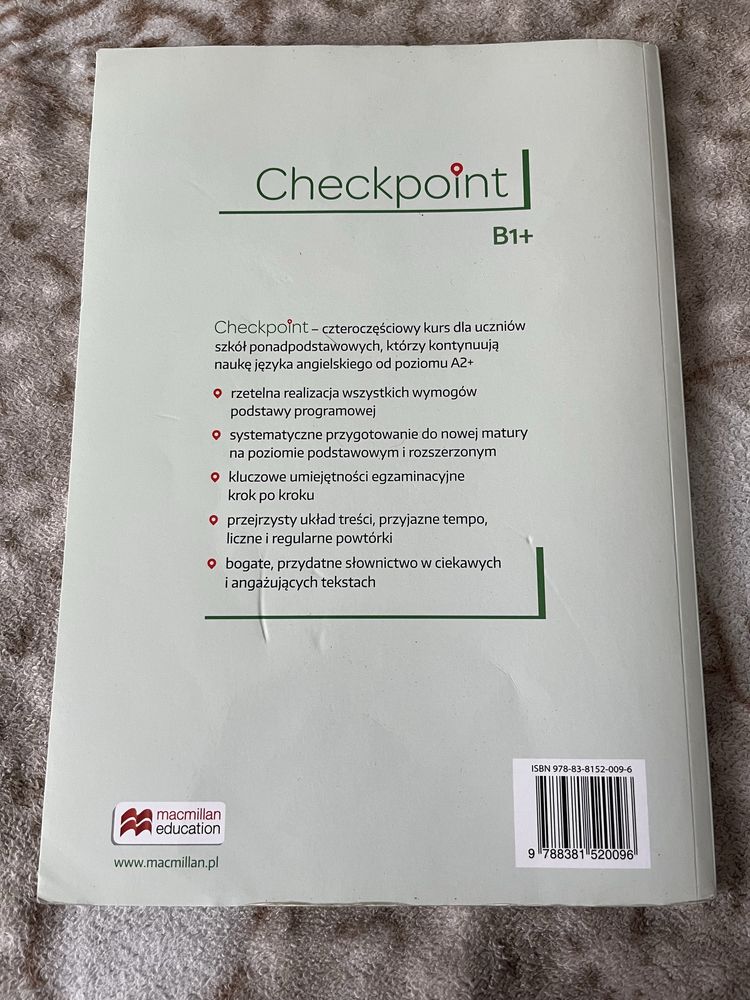 Checkpoint
B1+
Checkpoint – czteroczęściowy kurs dla uczniów
szkół ponadpodstawowych, którzy kontynuują
naukę języka angielskiego od poziomu A2+
rzetelna realizacja wszystkich wymogów
podstawy programowej
systematyczne przygotowanie do nowej matury
na poziomie podstawowym i rozszerzonym
kluczowe umiejętności egzaminacyjne
krok po kroku
przejrzysty układ treści, przyjazne tempo,
liczne i regularne powtórki
bogate, przydatne słownictwo w ciekawych
i angażujących tekstach
ISBN 978-83-8152-009-6
9 788381 520096
macmillan
education
www.macmillan.pl